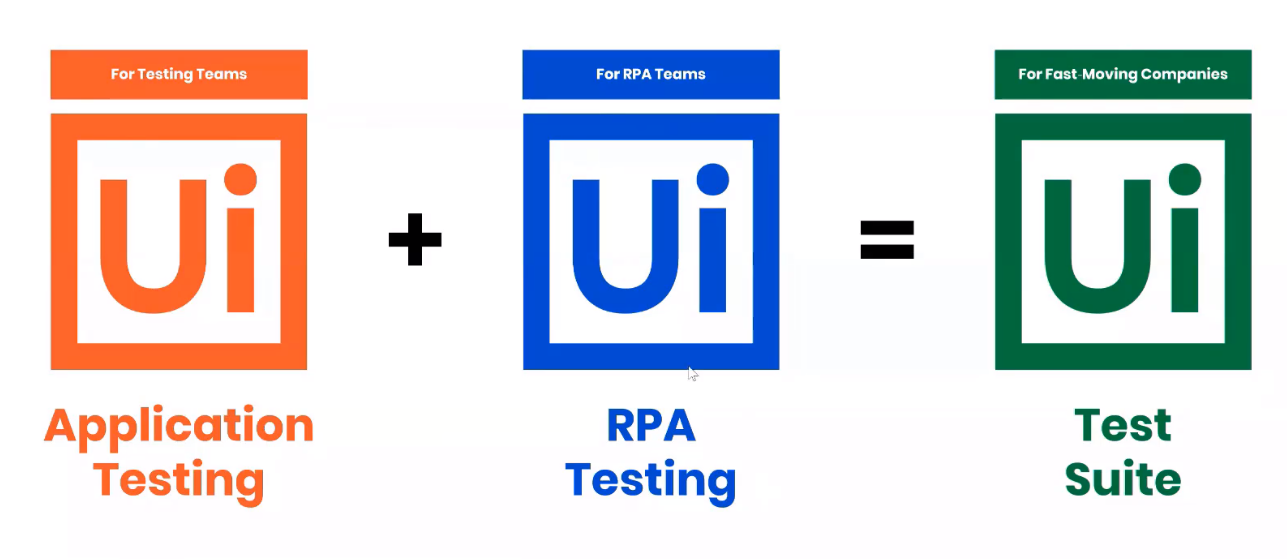 For Testing Teams
For RPA Teams
For Fast-Moving Companies
Ui
+
Ui
=
Ui
Application
Testing
RPA
Testing
Test
Suite